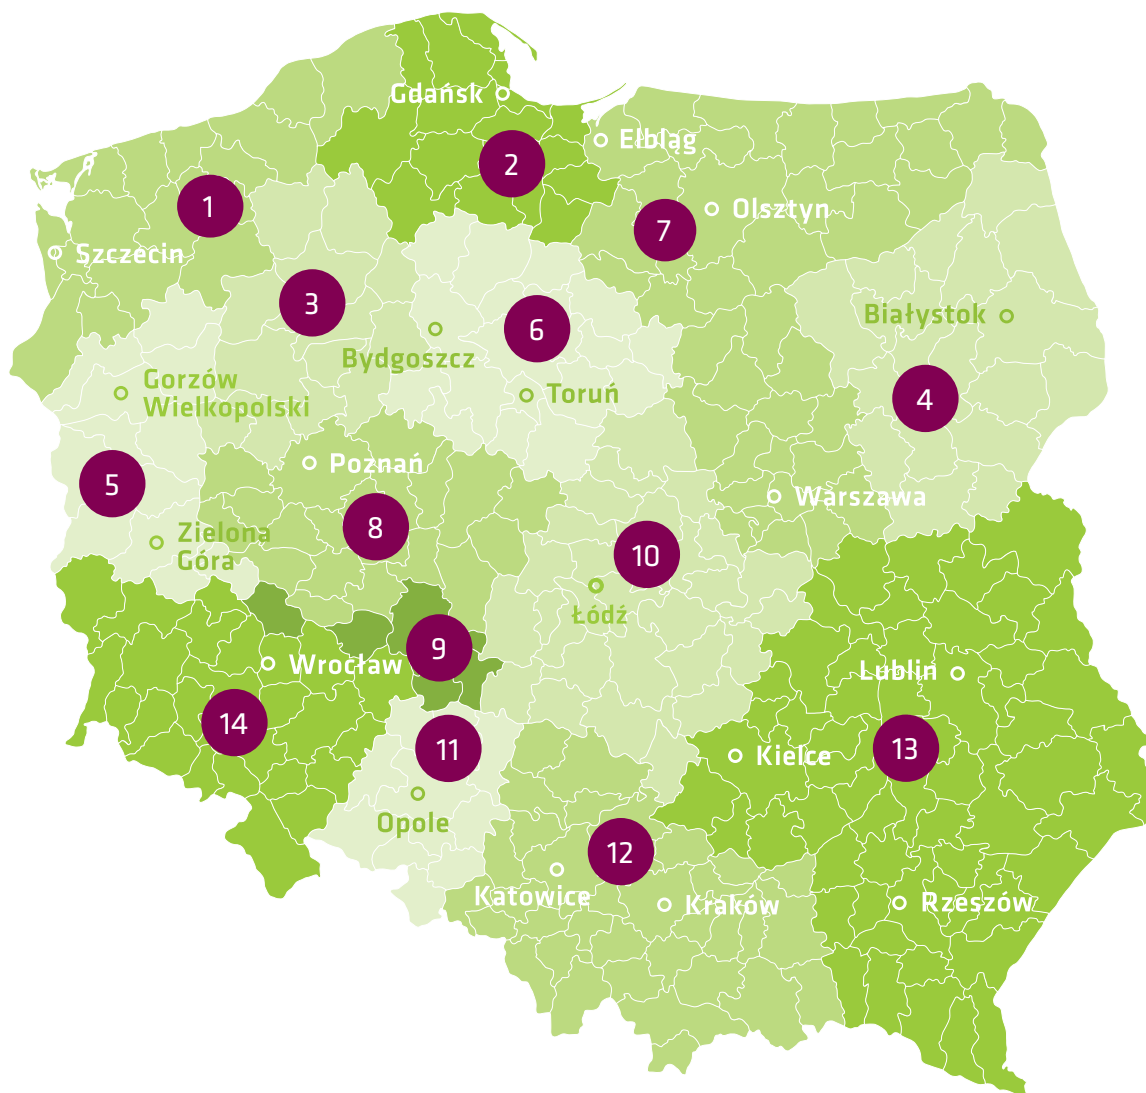 Gdańsk
Elbląg
2
1
Olsztyn
7
Szczecin
3
Białystok
6
Bydgoszcz
Gorzów
Wielkopolski
Toruń
4
Poznań
5
Warszawa
8
Zielona
Góra
10
Łódź
9
Wrocław
Lublin
14
11
13
Kielce
Opole
12
Katowice
Kraków
Rzeszów